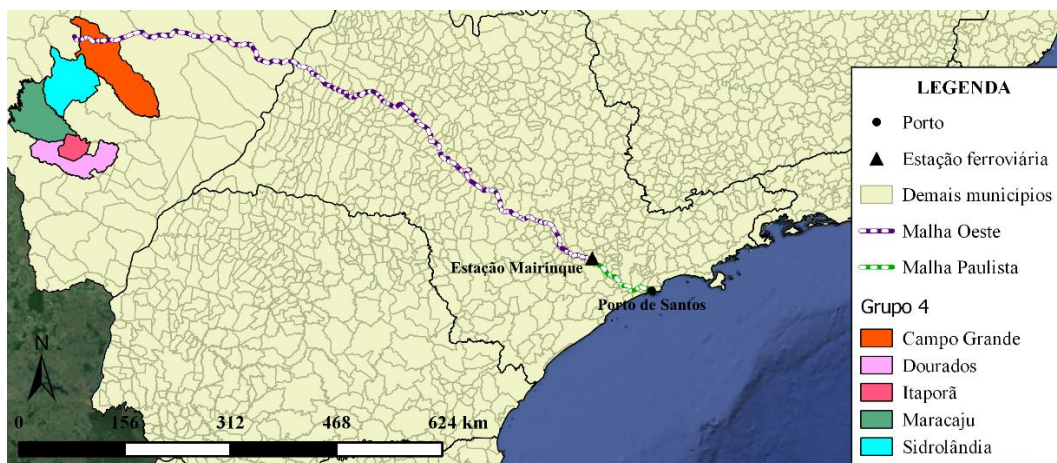 Estação Mairinque
Porto de Santos
N
0
156
312
468
624 km
LEGENDA
Porto
Estação ferroviária
Demais municípios
Malha Oeste
Malha Paulista
Grupo 4
Campo Grande
Dourados
Itaporã
Maracaju
Sidrolândia